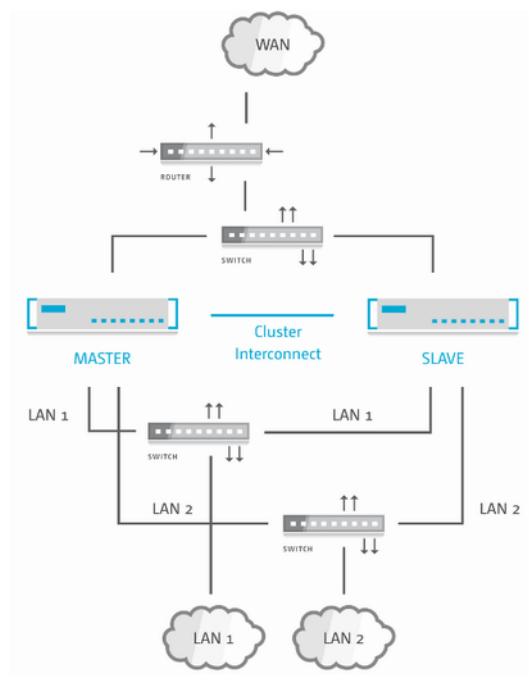 WAN
ROUTER
SWITCH
Cluster
Interconnect
MASTER
SLAVE
LAN 1
LAN 1
SWITCH
LAN 2
LAN 2
SWITCH
LAN 1
LAN 2